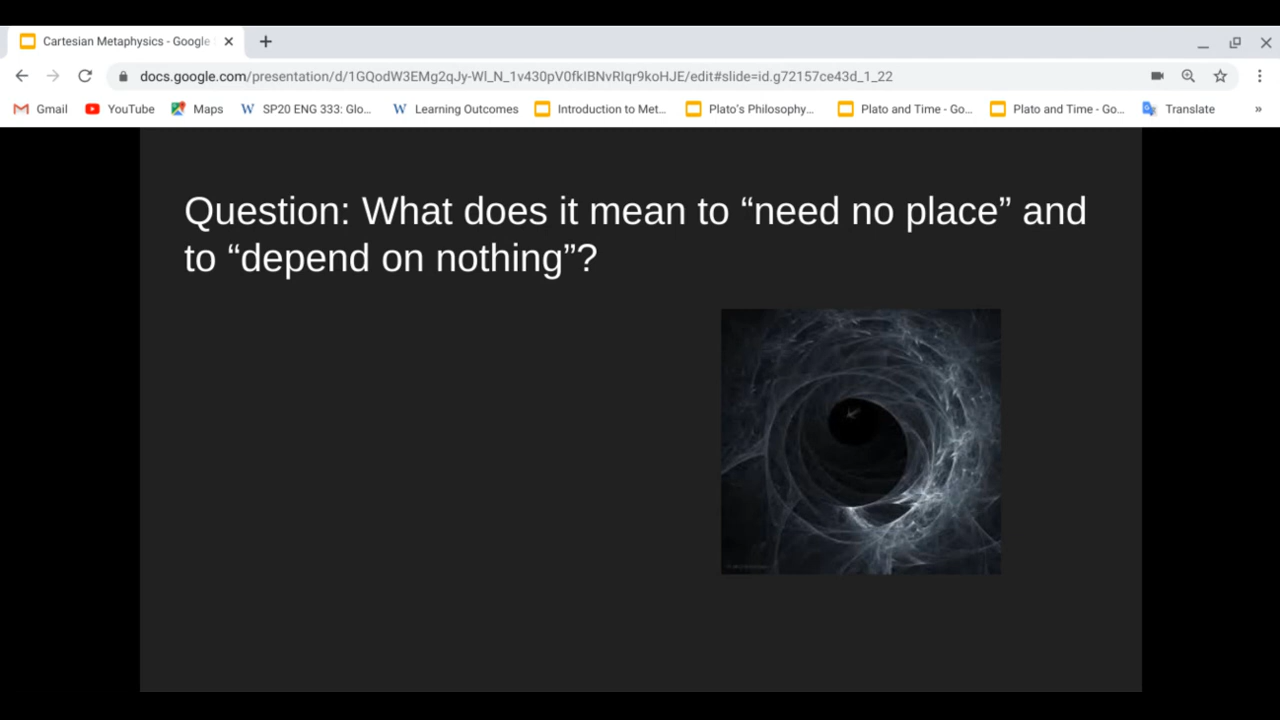 Cartesian Metaphysics - Google
docs.google.com/presentation/d/1GQodW3EMg2qJy-Wl_N_1v430pV0fkIBNvRIqr9koHJE/edit#slide=id.g72157ce43d_1_22
Gmail YouTube Maps SP20 ENG 333: Glo... Learning Outcomes Introduction to Met... Plato's Philosophy... Plato and Time - Go... Plato and Time - Go... Translate »
Question: What does it mean to “need no place” and
to “depend on nothing”?